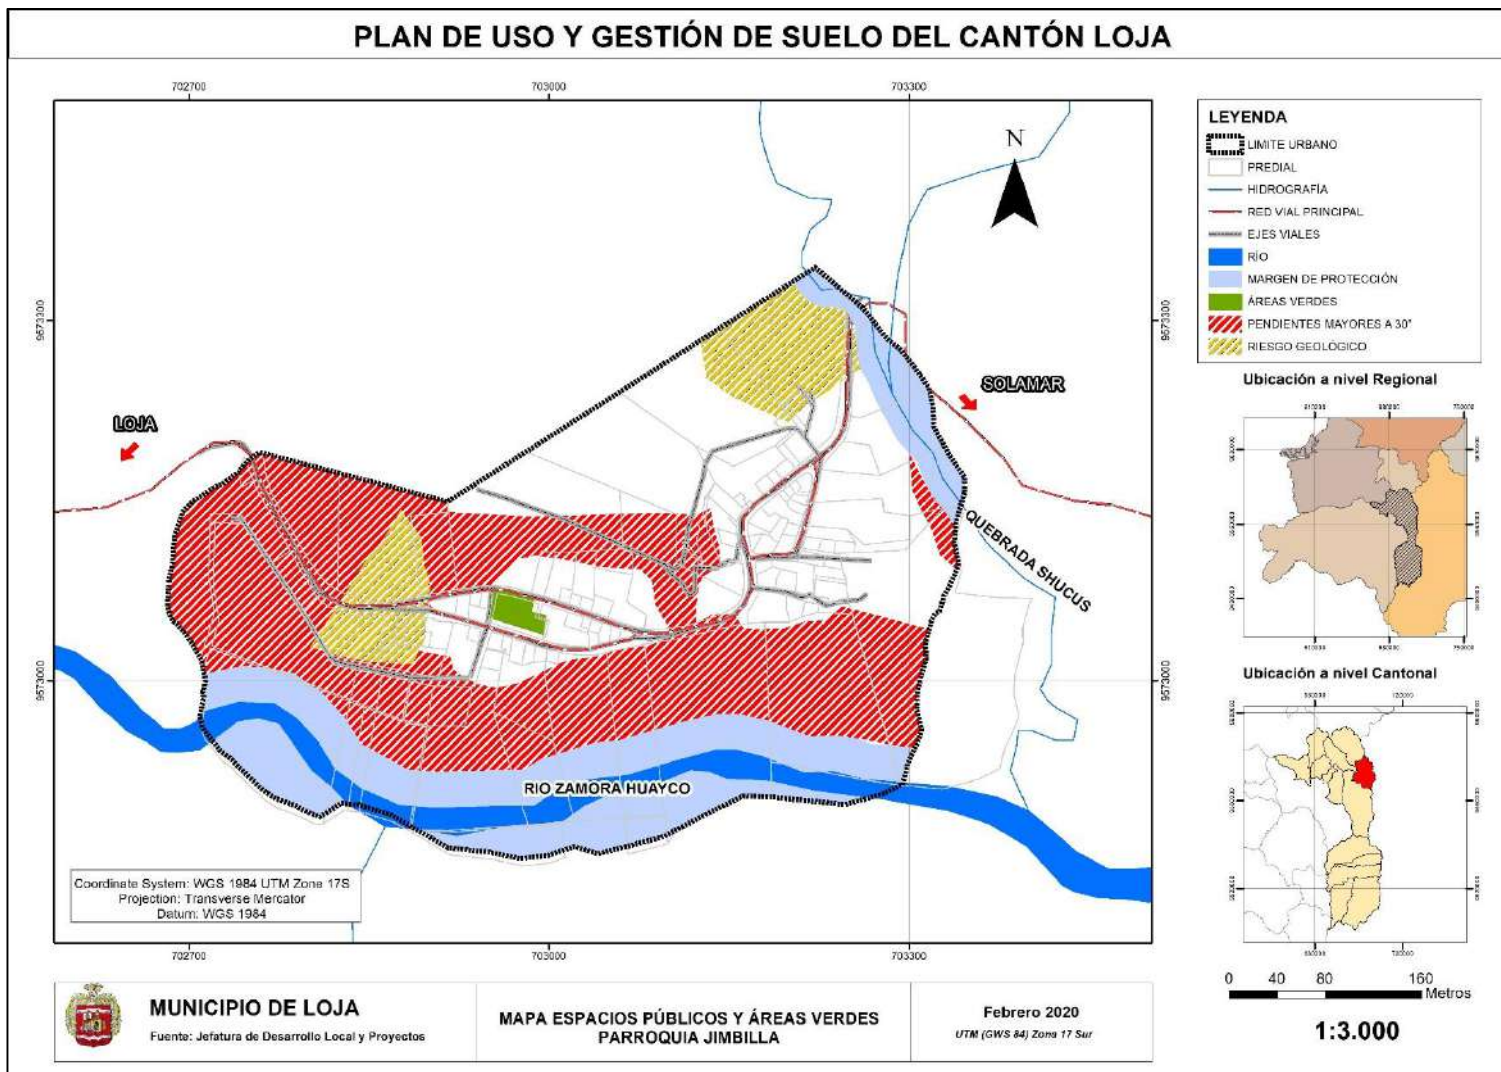 PLAN DE USO Y GESTIÓN DE SUELO DEL CANTÓN LOJA
702700
703000
703300
9573300
9573300
N
LOJA
SOLAMAR
QUEBRADA SHUCUS
9573000
9573000
RIO ZAMORA HUAYCO
Coordinate System: WGS 1984 UTM Zone 17S
Projection: Transverse Mercator
Datum: WGS 1984
702700
703000
703300
LEYENDA
LIMITE URBANO
PREDIAL
HIDROGRAFÍA
RED VIAL PRINCIPAL
EJES VIALES
RÍO
MARGEN DE PROTECCIÓN
ÁREAS VERDES
PENDIENTES MAYORES A 30°
RIESGO GEOLÓGICO
Ubicación a nivel Regional
Ubicación a nivel Cantonal
0 40 80 160
Metros
1:3.000
MUNICIPIO DE LOJA
Fuente: Jefatura de Desarrollo Local y Proyectos
MAPA ESPACIOS PÚBLICOS Y ÁREAS VERDES
PARROQUIA JIMBILLA
Febrero 2020
UTM (GWS 84) Zona 17 Sur